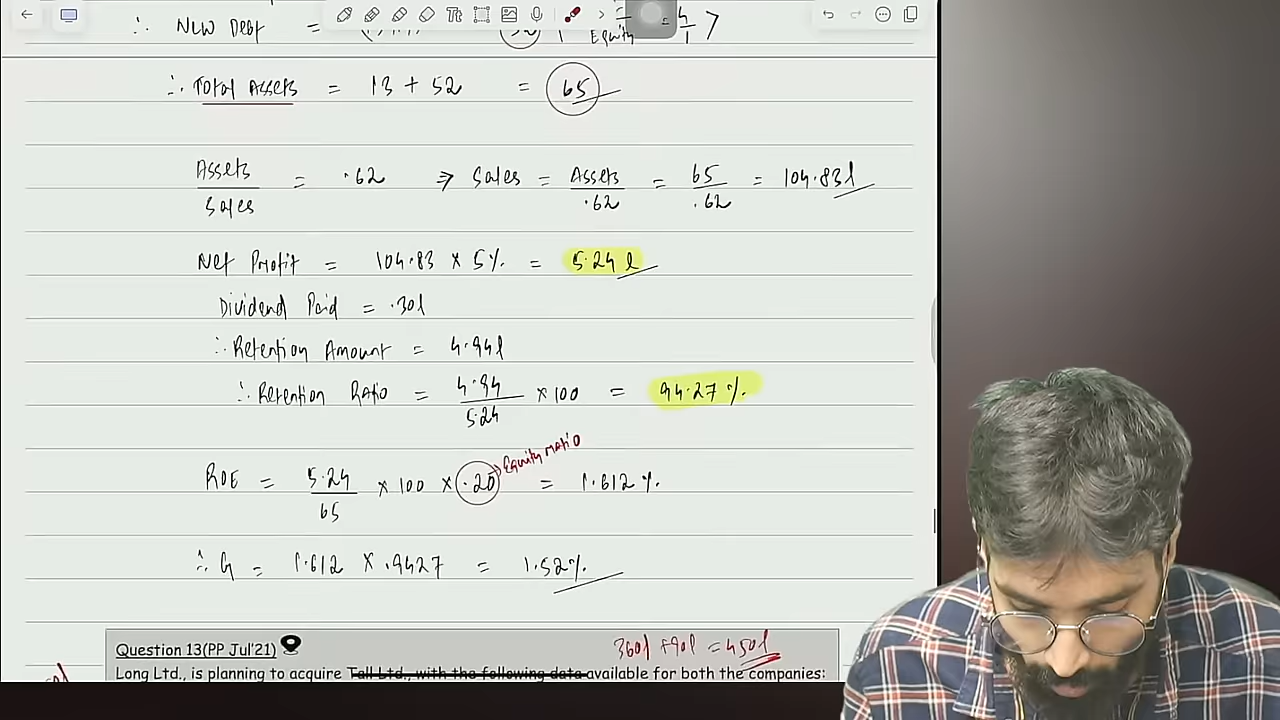 ∴ New Debt =
Equity = 4/1 >
∴ Total Assets = 13 + 52 = 65
Assets/Sales = .62 ⇒ Sales = Assets/.62 = 65/.62 = 104.83l
Net Profit = 104.83 × 5% = 5.24 l
Dividend Paid = .30l
∴ Retention Amount = 4.94l
∴ Retention Ratio = 4.94/5.24 × 100 = 94.27 %
→ Equity Ratio
ROE = 5.24/65 × 100 × .20 = 1.612 %
∴ G = 1.612 × .9427 = 1.52%
Question 13(PP Jul'21)
360l + 90l = 450l
Long Ltd., is planning to acquire Tall Ltd., with the following data available for both the companies: